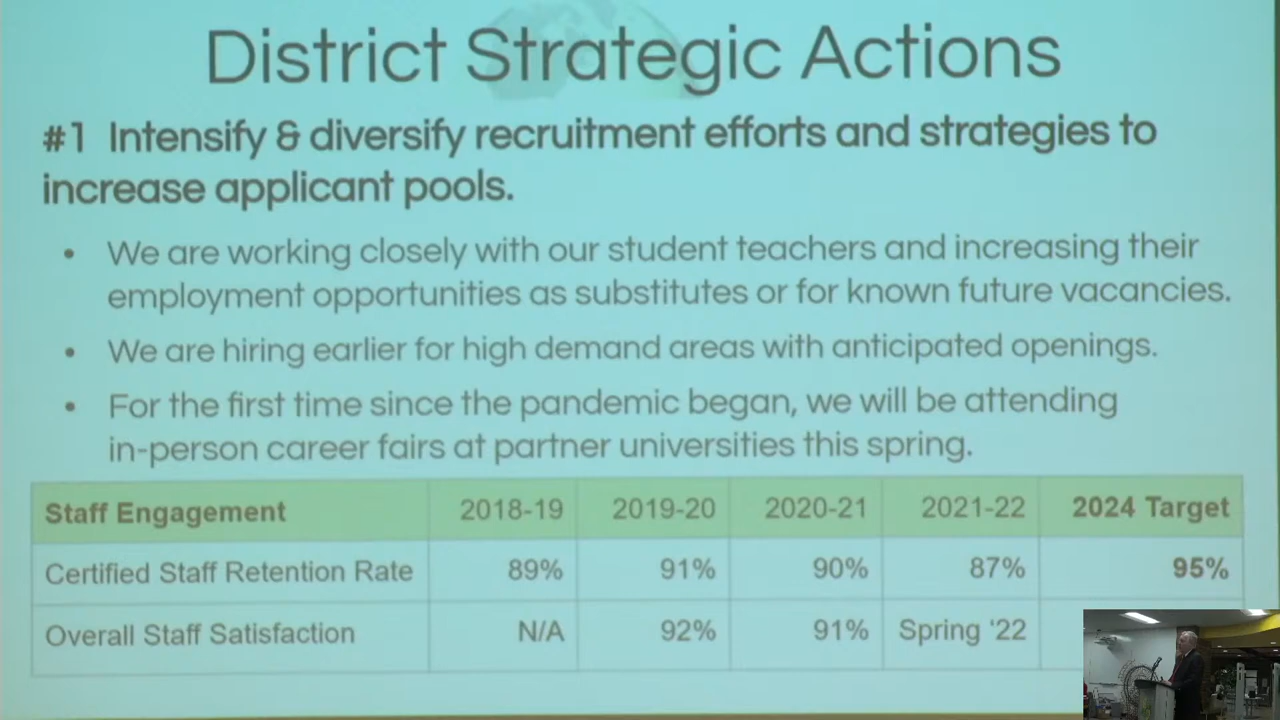 District Strategic Actions
#1 Intensify & diversify recruitment efforts and strategies to
increase applicant pools.
• We are working closely with our student teachers and increasing their
employment opportunities as substitutes or for known future vacancies.
• We are hiring earlier for high demand areas with anticipated openings.
• For the first time since the pandemic began, we will be attending
in-person career fairs at partner universities this spring.
Staff Engagement 2018-19 2019-20 2020-21 2021-22 2024 Target
Certified Staff Retention Rate 89% 91% 90% 87% 95%
Overall Staff Satisfaction N/A 92% 91% Spring ‘22